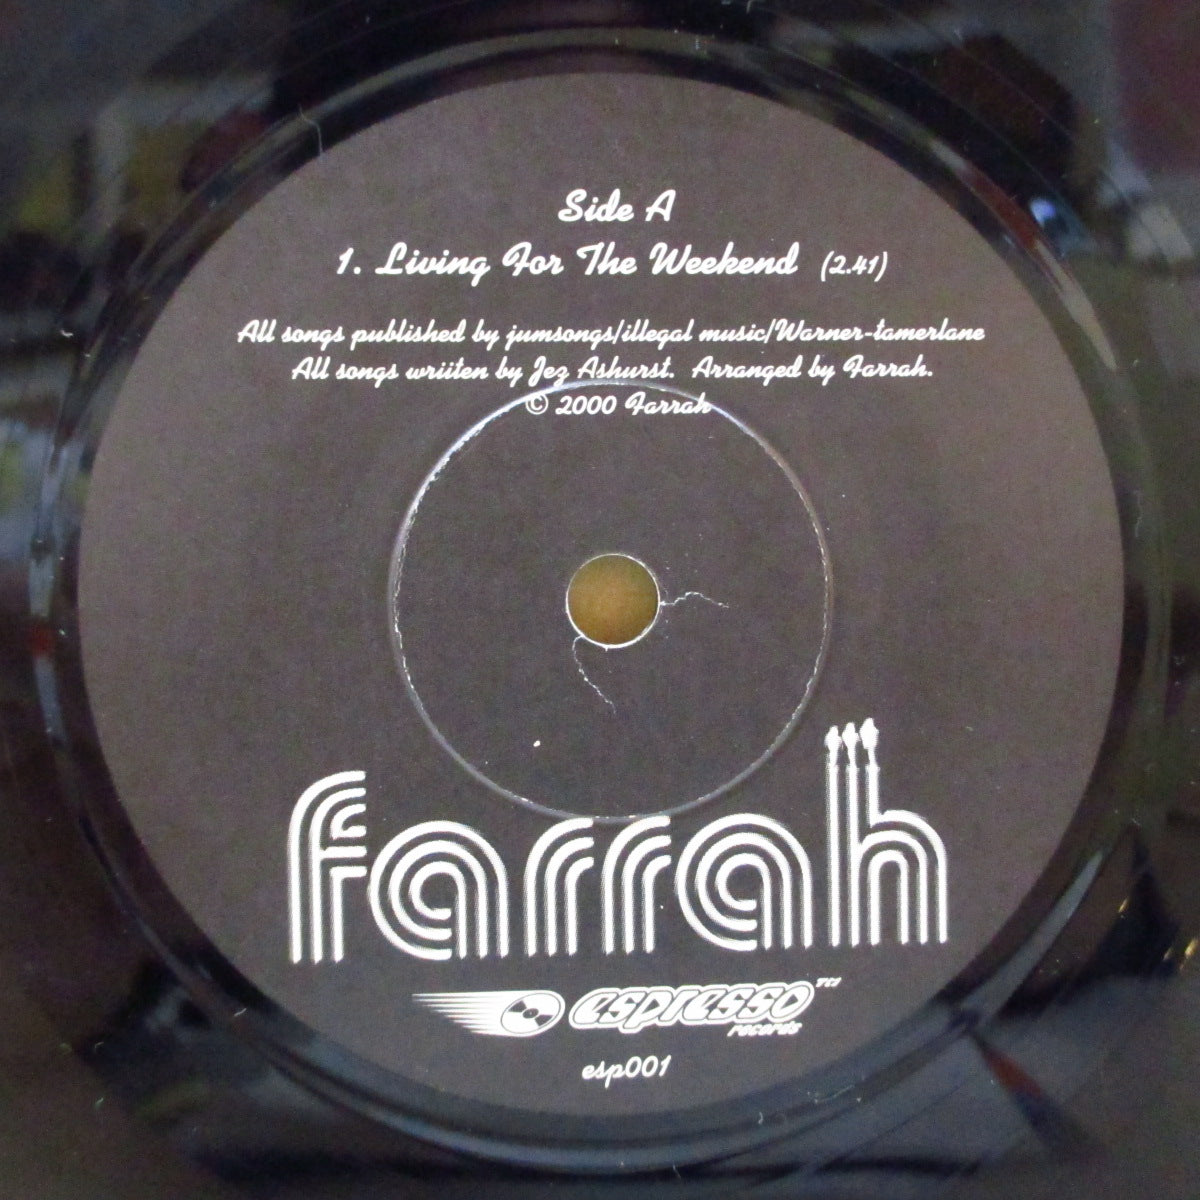 Side A
1. Living For The Weekend (2.41)
All songs published by jumsongs/illegal music/Warner-tamerlane
All songs wriiten by Jez Ashurst. Arranged by Farrah.
© 2000 Farrah
farrah
espresso™
records
esp001